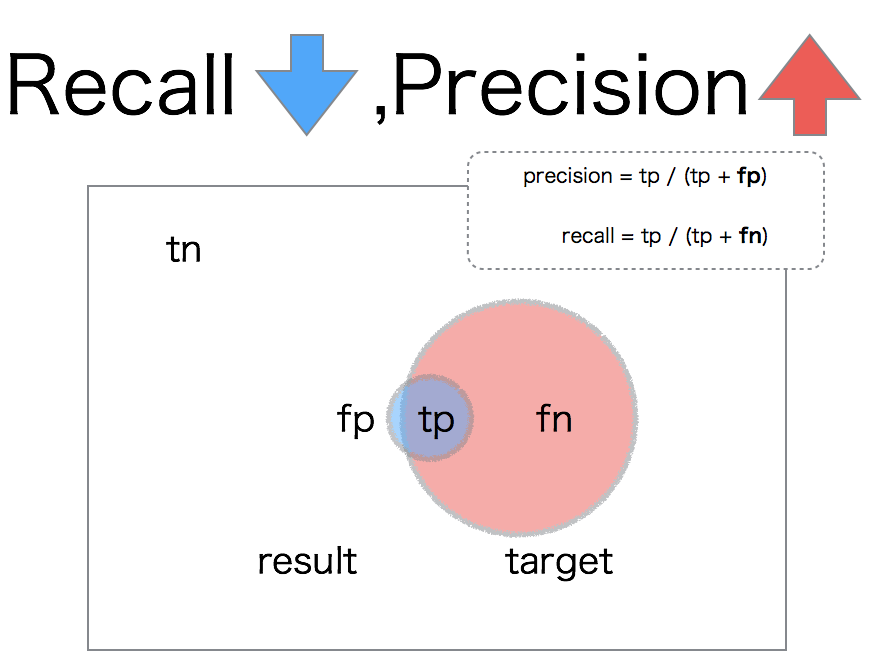 Recall ,Precision
precision = tp / (tp + fp)
recall = tp / (tp + fn)
tn
fp tp fn
result target